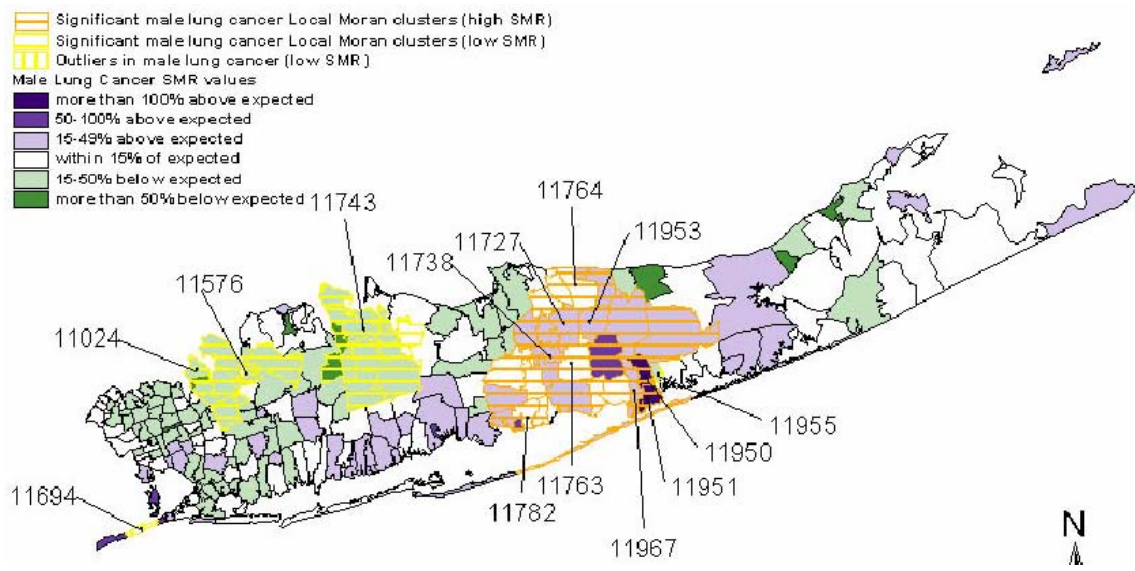 Significant male lung cancer Local Moran clusters (high SMR)
Significant male lung cancer Local Moran clusters (low SMR)
Outliers in male lung cancer (low SMR)
Male Lung Cancer SMR values
more than 100% above expected
50-100% above expected
15-49% above expected
within 15% of expected
15-50% below expected
more than 50% below expected
11743
11764
11727
11953
11738
11576
11024
11955
11950
11951
11763
11782
11694
11967
N